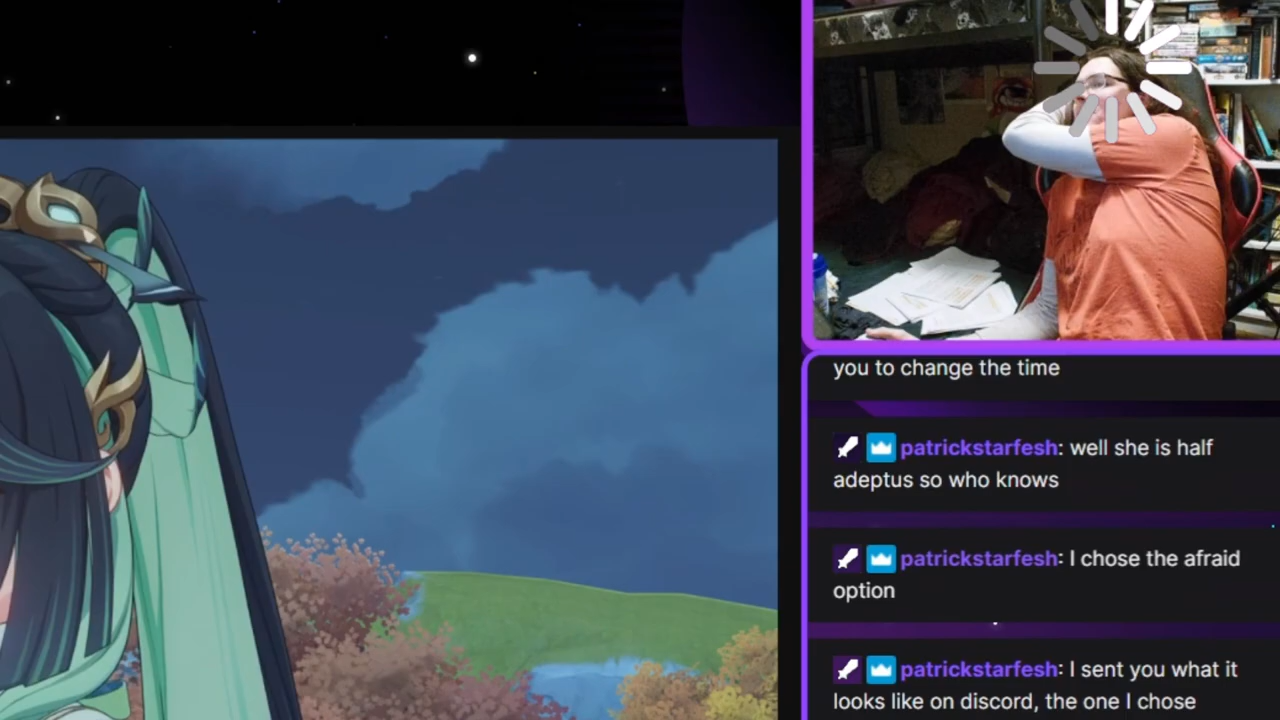 you to change the time
patrickstarfesh: well she is half
adeptus so who knows
patrickstarfesh: I chose the afraid
option
patrickstarfesh: I sent you what it
looks like on discord, the one I chose